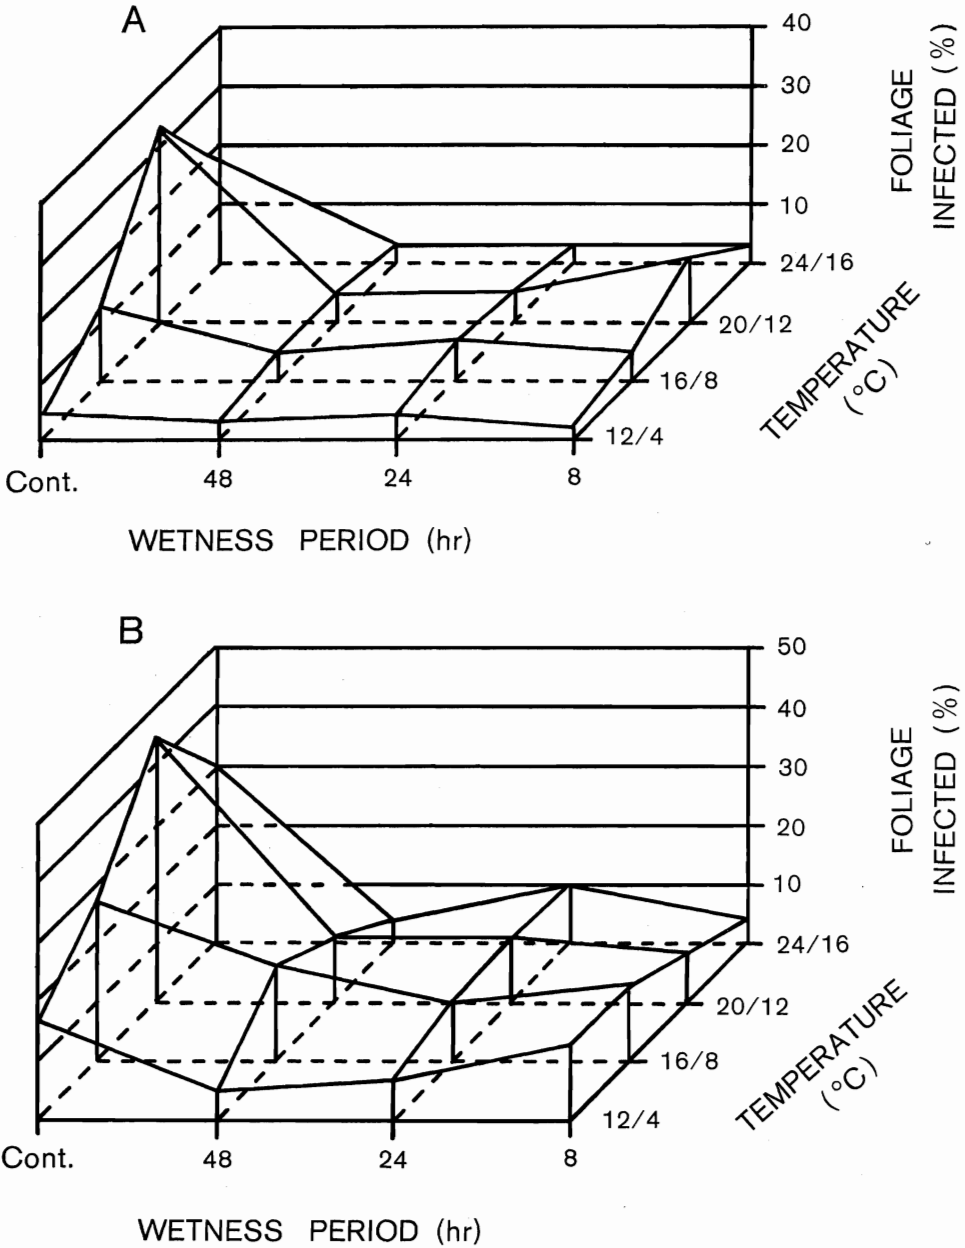 A
40
30
20
10
FOLIAGE
INFECTED (%)
24/16
20/12
16/8
12/4
TEMPERATURE
(°C)
Cont.
48
24
8
WETNESS PERIOD (hr)
B
50
40
30
20
10
FOLIAGE
INFECTED (%)
24/16
20/12
16/8
12/4
TEMPERATURE
(°C)
Cont.
48
24
8
WETNESS PERIOD (hr)